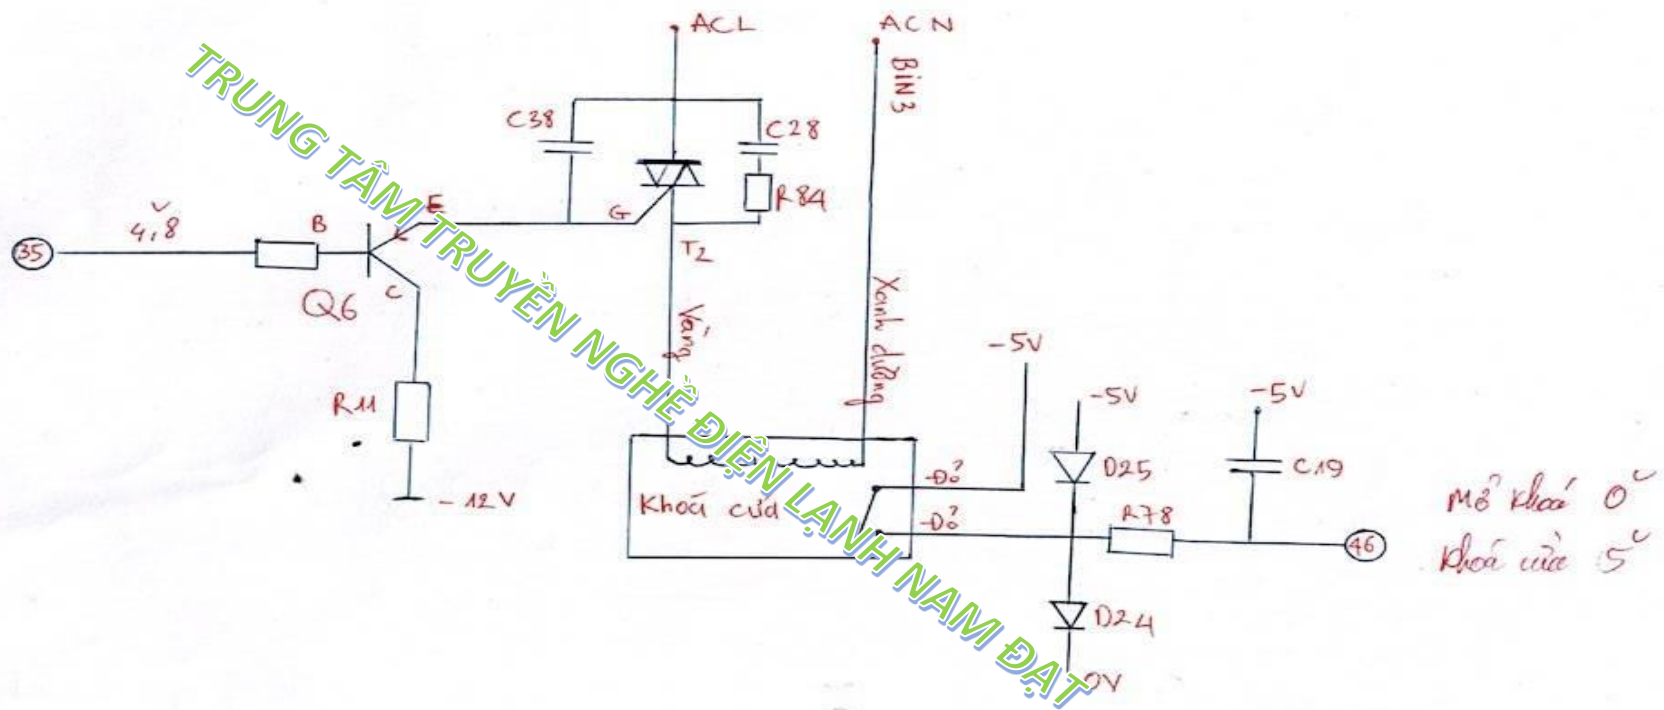 ACL
ACN
BiN3
C38
C28
R84
TRUNG TÂM TRUYỀN NGHỀ ĐIỆN LẠNH NAM ĐẠT
35
4,8v
B
E
C
Q6
G
T2
Vàng
Xanh dường
R11
-12V
-5V
-5V
-5V
Khoá cửa
Đỏ
Đỏ
D25
C19
R78
46
D24
0V
Mở khoá 0v
Khoá cửa 5v